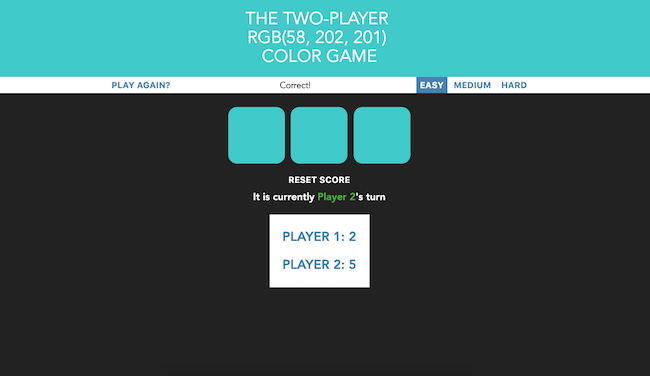 THE TWO-PLAYER
RGB(58, 202, 201)
COLOR GAME
PLAY AGAIN? Correct! EASY MEDIUM HARD
RESET SCORE
It is currently Player 2's turn
PLAYER 1: 2
PLAYER 2: 5